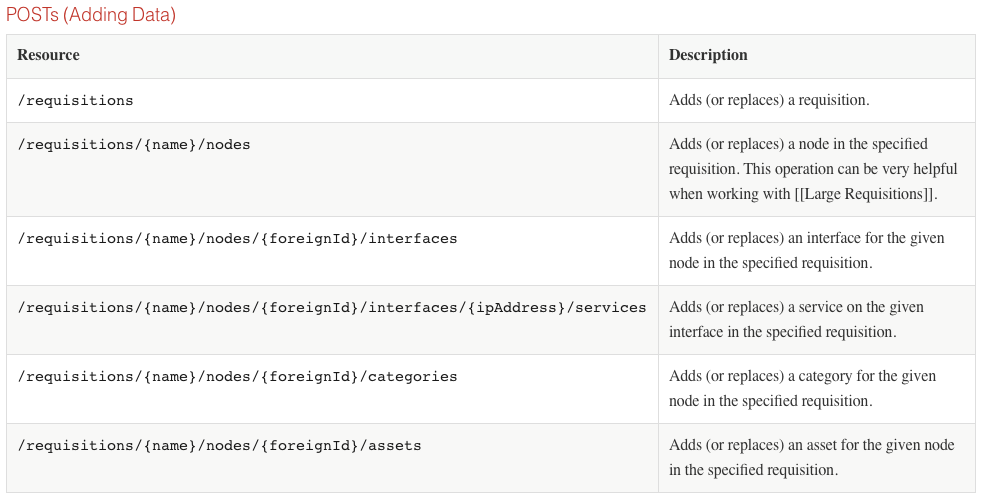 POSTs (Adding Data)
Resource
Description
/requisitions
Adds (or replaces) a requisition.
/requisitions/{name}/nodes
Adds (or replaces) a node in the specified
requisition. This operation can be very helpful
when working with [[Large Requisitions]].
/requisitions/{name}/nodes/{foreignId}/interfaces
Adds (or replaces) an interface for the given
node in the specified requisition.
/requisitions/{name}/nodes/{foreignId}/interfaces/{ipAddress}/services
Adds (or replaces) a service on the given
interface in the specified requisition.
/requisitions/{name}/nodes/{foreignId}/categories
Adds (or replaces) a category for the given
node in the specified requisition.
/requisitions/{name}/nodes/{foreignId}/assets
Adds (or replaces) an asset for the given node
in the specified requisition.